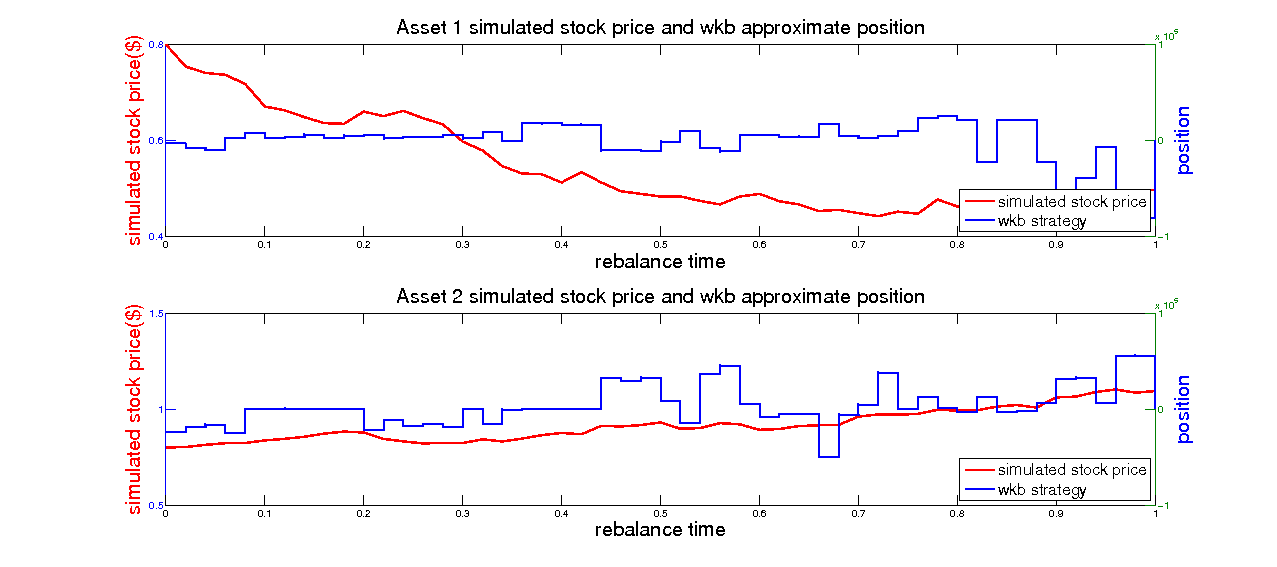 Asset 1 simulated stock price and wkb approximate position
x 10^5
0.8
1
simulated stock price($)
0.6
0
position
simulated stock price
wkb strategy
0.4
-1
0 0.1 0.2 0.3 0.4 0.5 0.6 0.7 0.8 0.9 1
rebalance time
Asset 2 simulated stock price and wkb approximate position
x 10^5
1.5
1
simulated stock price($)
1
0
position
simulated stock price
wkb strategy
0.5
-1
0 0.1 0.2 0.3 0.4 0.5 0.6 0.7 0.8 0.9 1
rebalance time